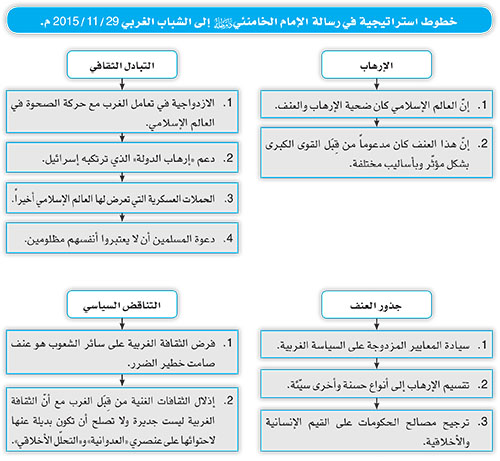 خطوط استراتيجية في رسالة الإمام الخامنئي إلى الشباب الغربي 29 / 11 / 2015 م.
الإرهاب
1. إنّ العالم الإسلامي كان ضحية الإرهاب والعنف.
2. إنّ هذا العنف كان مدعوماً من قِبَل القوى الكبرى
بشكل مؤثّر وبأساليب مختلفة.
التبادل الثقافي
1. الازدواجية في تعامل الغرب مع حركة الصحوة في
العالم الإسلامي.
2. دعم «إرهاب الدولة» الذي ترتكبه إسرائيل.
3. الحملات العسكرية التي تعرض لها العالم الإسلامي أخيراً.
4. دعوة المسلمين أن لا يعتبروا أنفسهم مظلومين.
جذور العنف
1. سيادة المعايير المزدوجة على السياسة الغربية.
2. تقسيم الإرهاب إلى أنواع حسنة وأخرى سيّئة.
3. ترجيح مصالح الحكومات على القيم الإنسانية
والأخلاقية.
التناقض السياسي
1. فرض الثقافة الغربية على سائر الشعوب هو عنف
صامت خطير الضرر.
2. إذلال الثقافات الغنية من قِبَل الغرب مع أنّ الثقافة
الغربية ليست جديرة ولا تصلح أن تكون بديلة عنها
لاحتوائها على عنصري «العدوانية» و«التحلّل الأخلاقي».